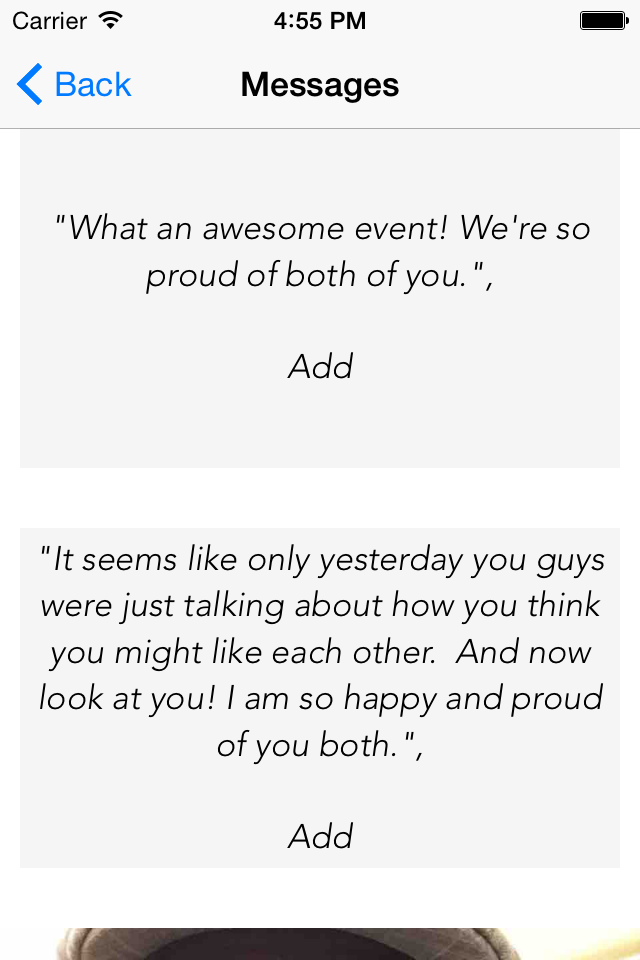 Carrier 4:55 PM
Back Messages
"What an awesome event! We're so
proud of both of you.",
Add
"It seems like only yesterday you guys
were just talking about how you think
you might like each other.  And now
look at you! I am so happy and proud
of you both.",
Add